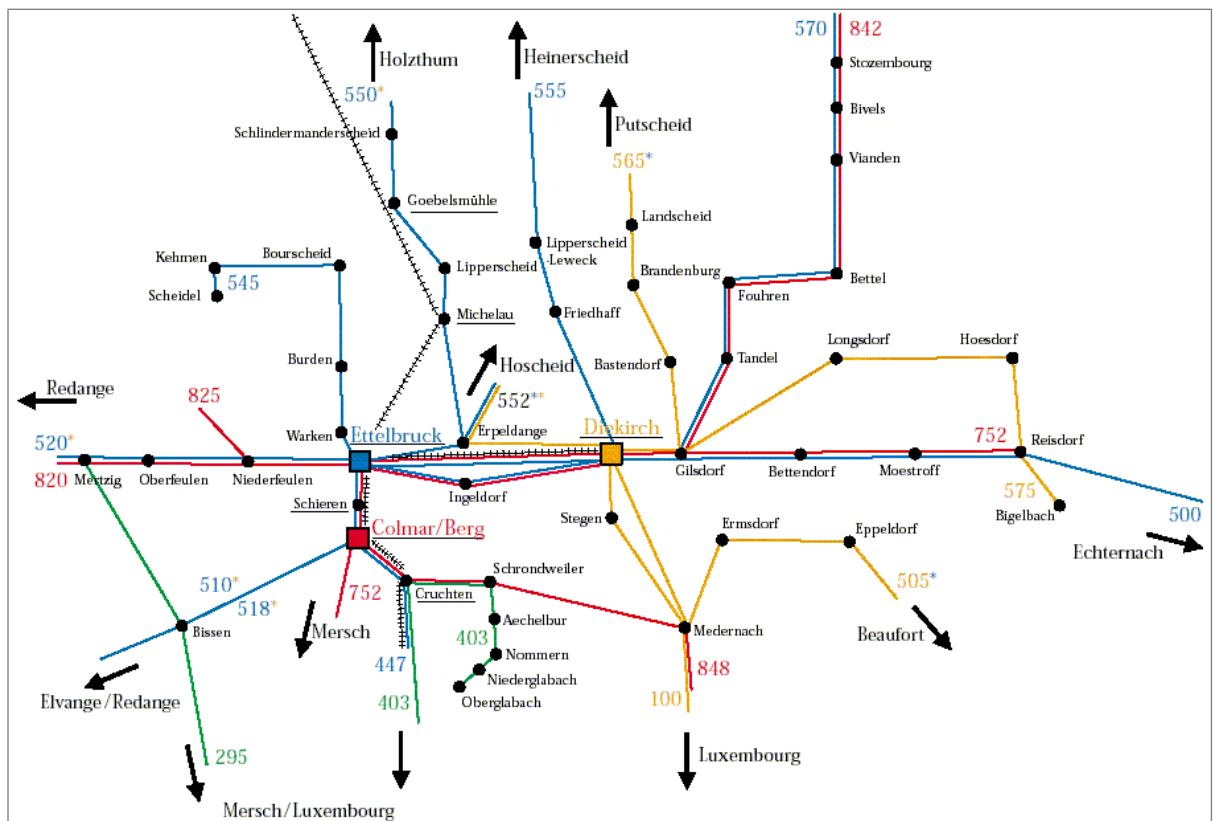 570
842
Holzthum
Heinerscheid
Stozembourg
550*
555
Bivels
Putscheid
Schlindermanderscheid
Vianden
565*
Goebelsmühle
Landscheid
Kehmen
Bourscheid
Lipperscheid
Lipperscheid
-Leweck
Brandenburg
Bettel
Scheidel
545
Fouhren
Michelau
Friedhaff
Longsdorf
Hoesdorf
Burden
Hoscheid
Bastendorf
Tandel
Redange
825
552**
Warken
Ettelbruck
Erpeldange
Diekirch
752
Reisdorf
520*
820
Mertzig
Oberfeulen
Niederfeulen
Gilsdorf
Bettendorf
Moestroff
Ingeldorf
575
Schieren
Stegen
Bigelbach
500
Colmar/Berg
Ermsdorf
Eppeldorf
Echternach
510*
518*
752
Cruchten
Schrondweiler
505*
Bissen
Mersch
Aechelbur
403
Medernach
Beaufort
447
Nommern
848
Elvange/Redange
403
Niederglabach
Oberglabach
100
295
Luxembourg
Mersch/Luxembourg